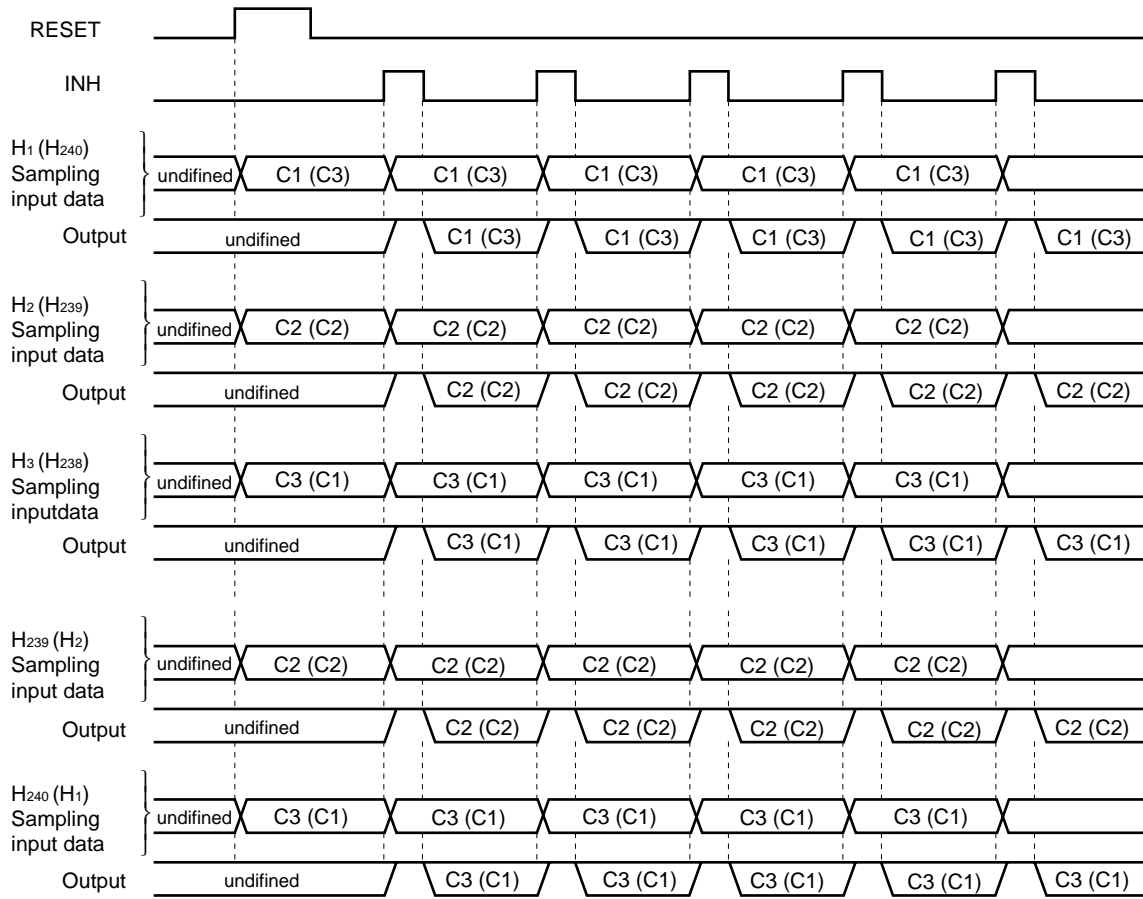 RESET
INH
H1 (H240)
Sampling
input data
undifined C1 (C3) C1 (C3) C1 (C3) C1 (C3) C1 (C3)
Output undifined C1 (C3) C1 (C3) C1 (C3) C1 (C3) C1 (C3)
H2 (H239)
Sampling
input data
undifined C2 (C2) C2 (C2) C2 (C2) C2 (C2) C2 (C2)
Output undifined C2 (C2) C2 (C2) C2 (C2) C2 (C2) C2 (C2)
H3 (H238)
Sampling
inputdata
undifined C3 (C1) C3 (C1) C3 (C1) C3 (C1) C3 (C1)
Output undifined C3 (C1) C3 (C1) C3 (C1) C3 (C1) C3 (C1)
H239 (H2)
Sampling
input data
undifined C2 (C2) C2 (C2) C2 (C2) C2 (C2) C2 (C2)
Output undifined C2 (C2) C2 (C2) C2 (C2) C2 (C2) C2 (C2)
H240 (H1)
Sampling
input data
undifined C3 (C1) C3 (C1) C3 (C1) C3 (C1) C3 (C1)
Output undifined C3 (C1) C3 (C1) C3 (C1) C3 (C1) C3 (C1)